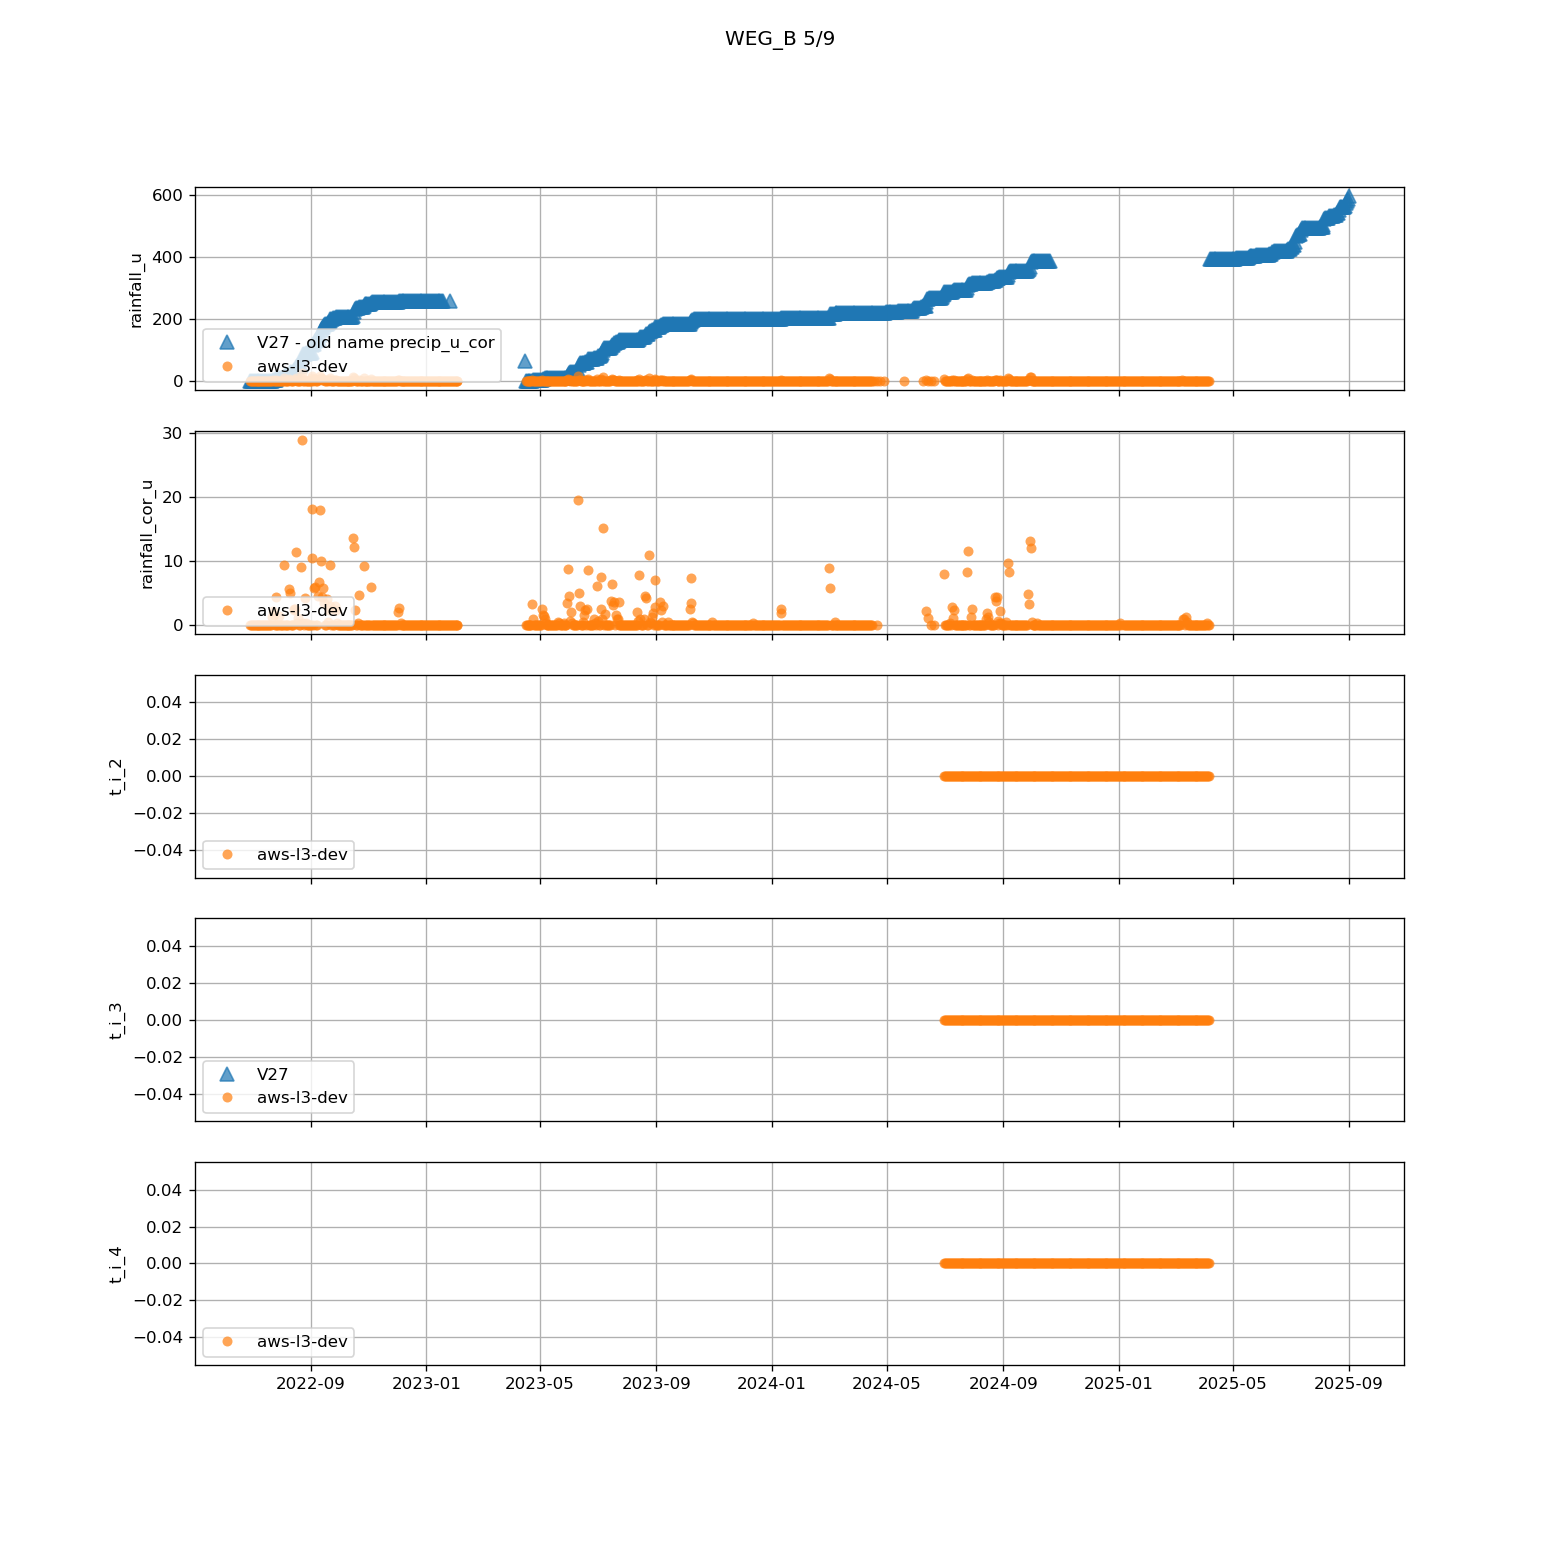 WEG_B 5/9
600
400
200
0
rainfall_u
V27 - old name precip_u_cor
aws-l3-dev
30
20
10
0
rainfall_cor_u
aws-l3-dev
0.04
0.02
0.00
−0.02
−0.04
t_i_2
aws-l3-dev
0.04
0.02
0.00
−0.02
−0.04
t_i_3
V27
aws-l3-dev
0.04
0.02
0.00
−0.02
−0.04
t_i_4
aws-l3-dev
2022-09 2023-01 2023-05 2023-09 2024-01 2024-05 2024-09 2025-01 2025-05 2025-09